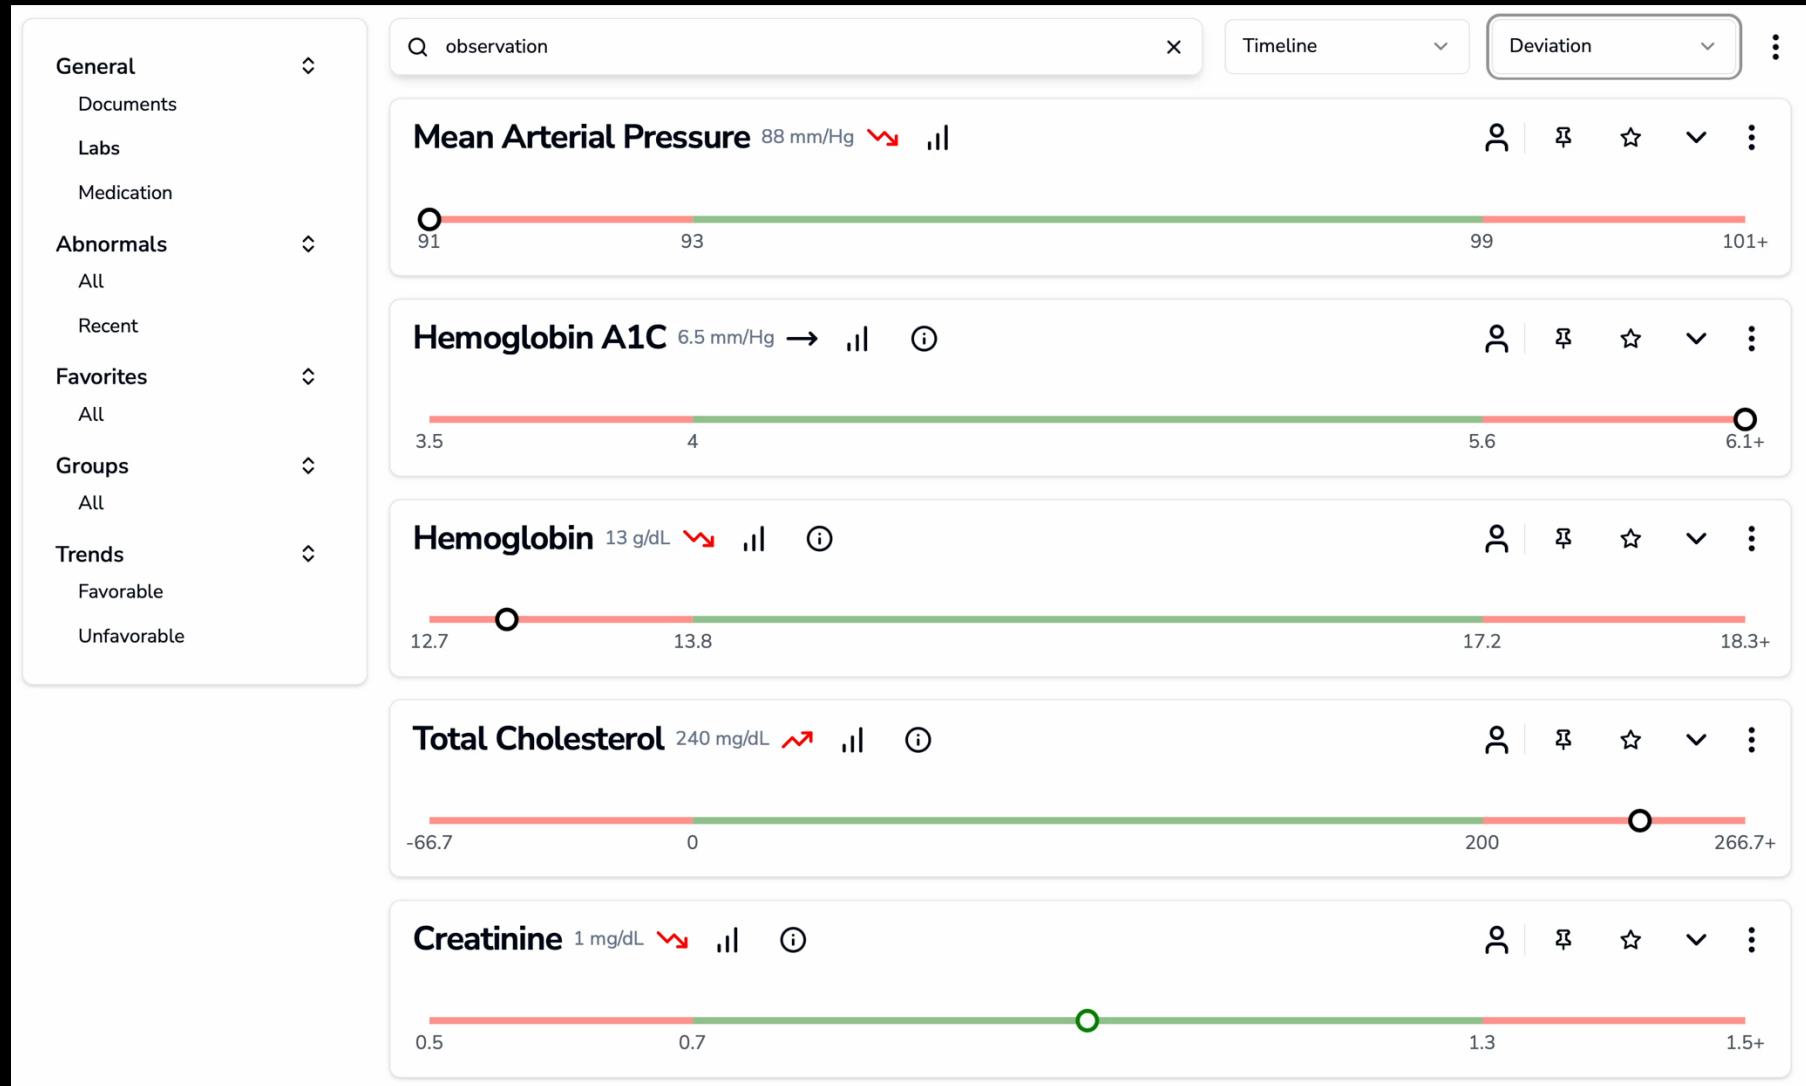 General
Documents
Labs
Medication
Abnormals
All
Recent
Favorites
All
Groups
All
Trends
Favorable
Unfavorable
observation
Timeline
Deviation
Mean Arterial Pressure 88 mm/Hg
91 93 99 101+
Hemoglobin A1C 6.5 mm/Hg
3.5 4 5.6 6.1+
Hemoglobin 13 g/dL
12.7 13.8 17.2 18.3+
Total Cholesterol 240 mg/dL
-66.7 0 200 266.7+
Creatinine 1 mg/dL
0.5 0.7 1.3 1.5+